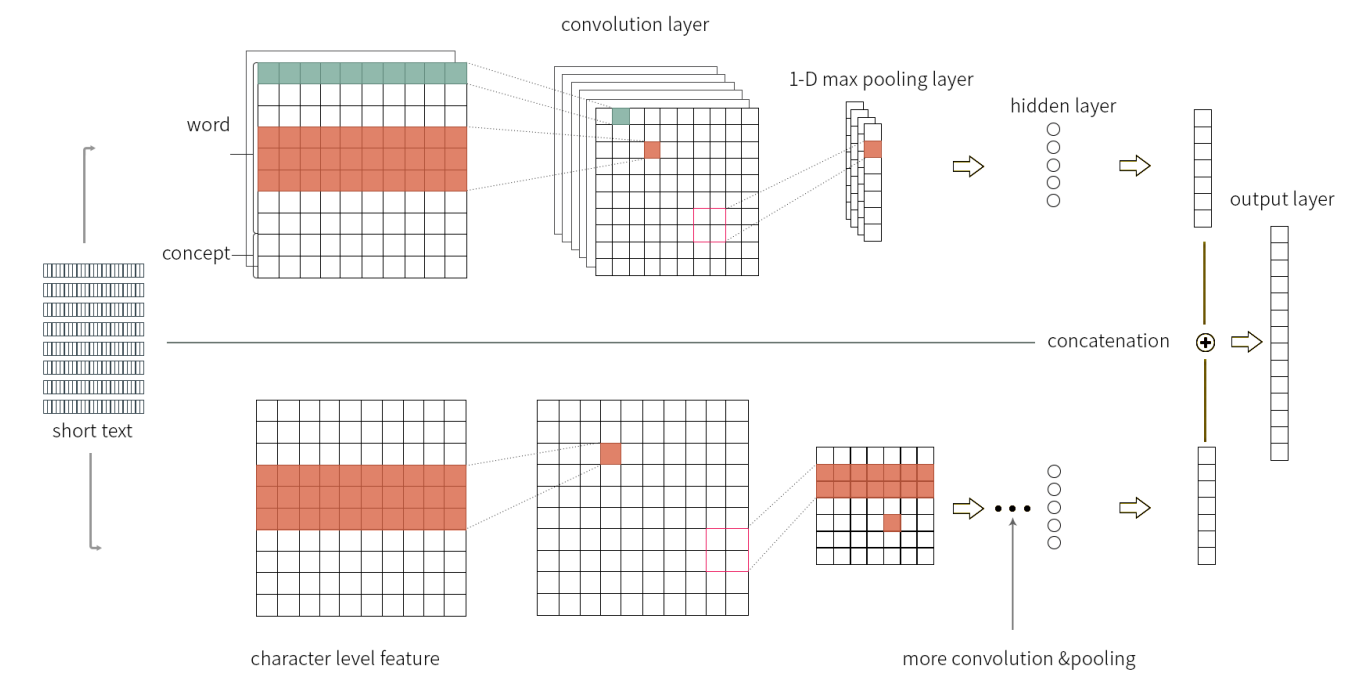 convolution layer
1-D max pooling layer
hidden layer
word
output layer
concept
concatenation
short text
character level feature
more convolution &pooling